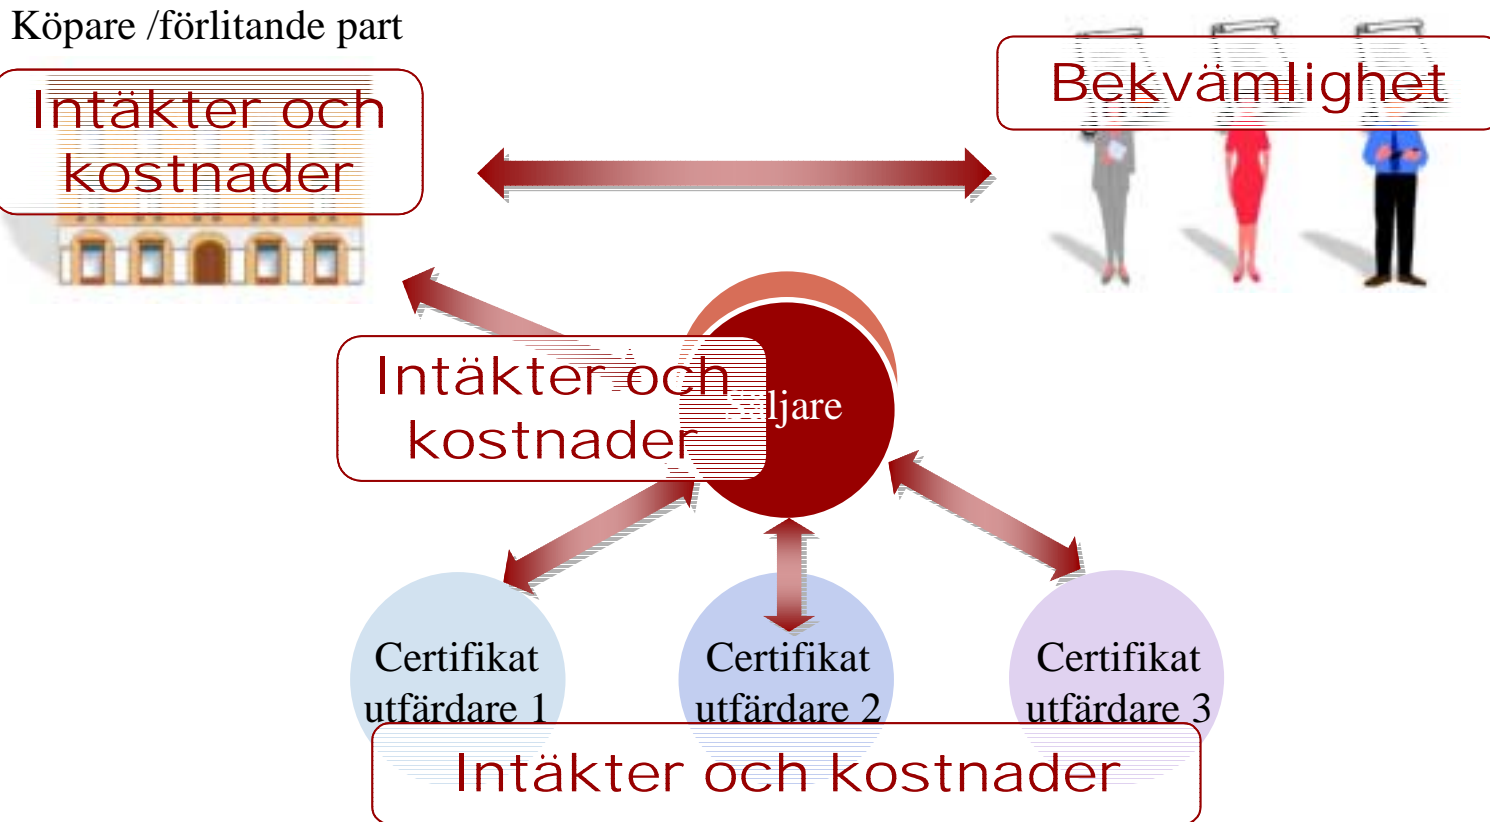 Köpare /förlitande part
Intäkter och
kostnader
Bekvämlighet
Intäkter och
kostnader
Säljare
Certifikat
utfärdare 1
Certifikat
utfärdare 2
Certifikat
utfärdare 3
Intäkter och kostnader